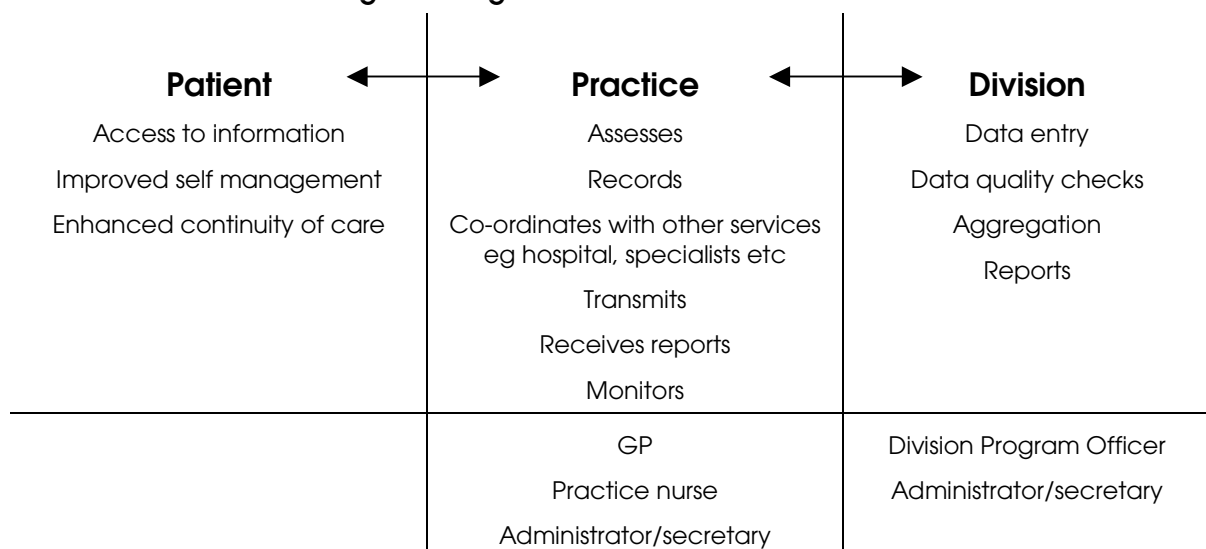 Patient
Access to information
Improved self management
Enhanced continuity of care
Practice
Assesses
Records
Co-ordinates with other services
eg hospital, specialists etc
Transmits
Receives reports
Monitors
Division
Data entry
Data quality checks
Aggregation
Reports
GP
Practice nurse
Administrator/secretary
Division Program Officer
Administrator/secretary